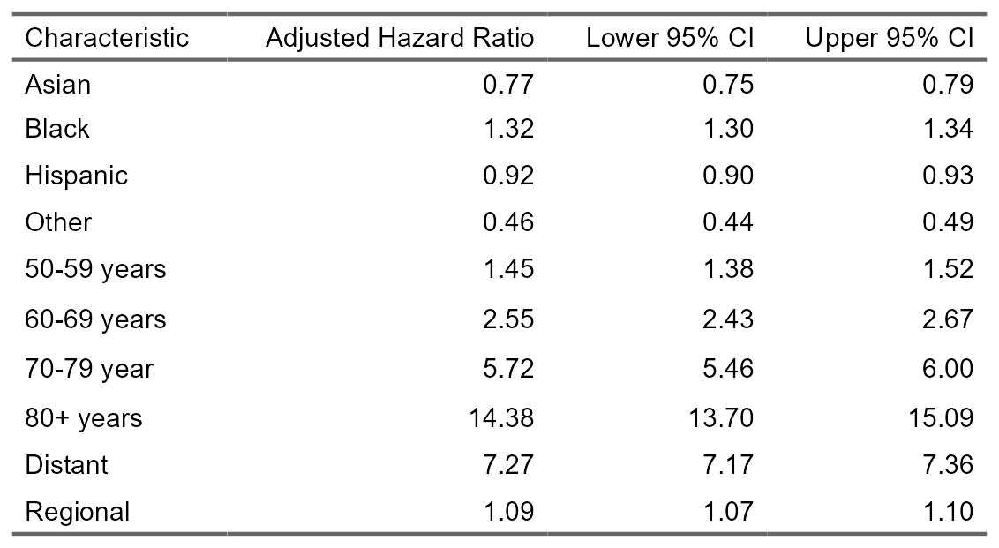 Characteristic Adjusted Hazard Ratio Lower 95% CI Upper 95% CI
Asian 0.77 0.75 0.79
Black 1.32 1.30 1.34
Hispanic 0.92 0.90 0.93
Other 0.46 0.44 0.49
50-59 years 1.45 1.38 1.52
60-69 years 2.55 2.43 2.67
70-79 year 5.72 5.46 6.00
80+ years 14.38 13.70 15.09
Distant 7.27 7.17 7.36
Regional 1.09 1.07 1.10